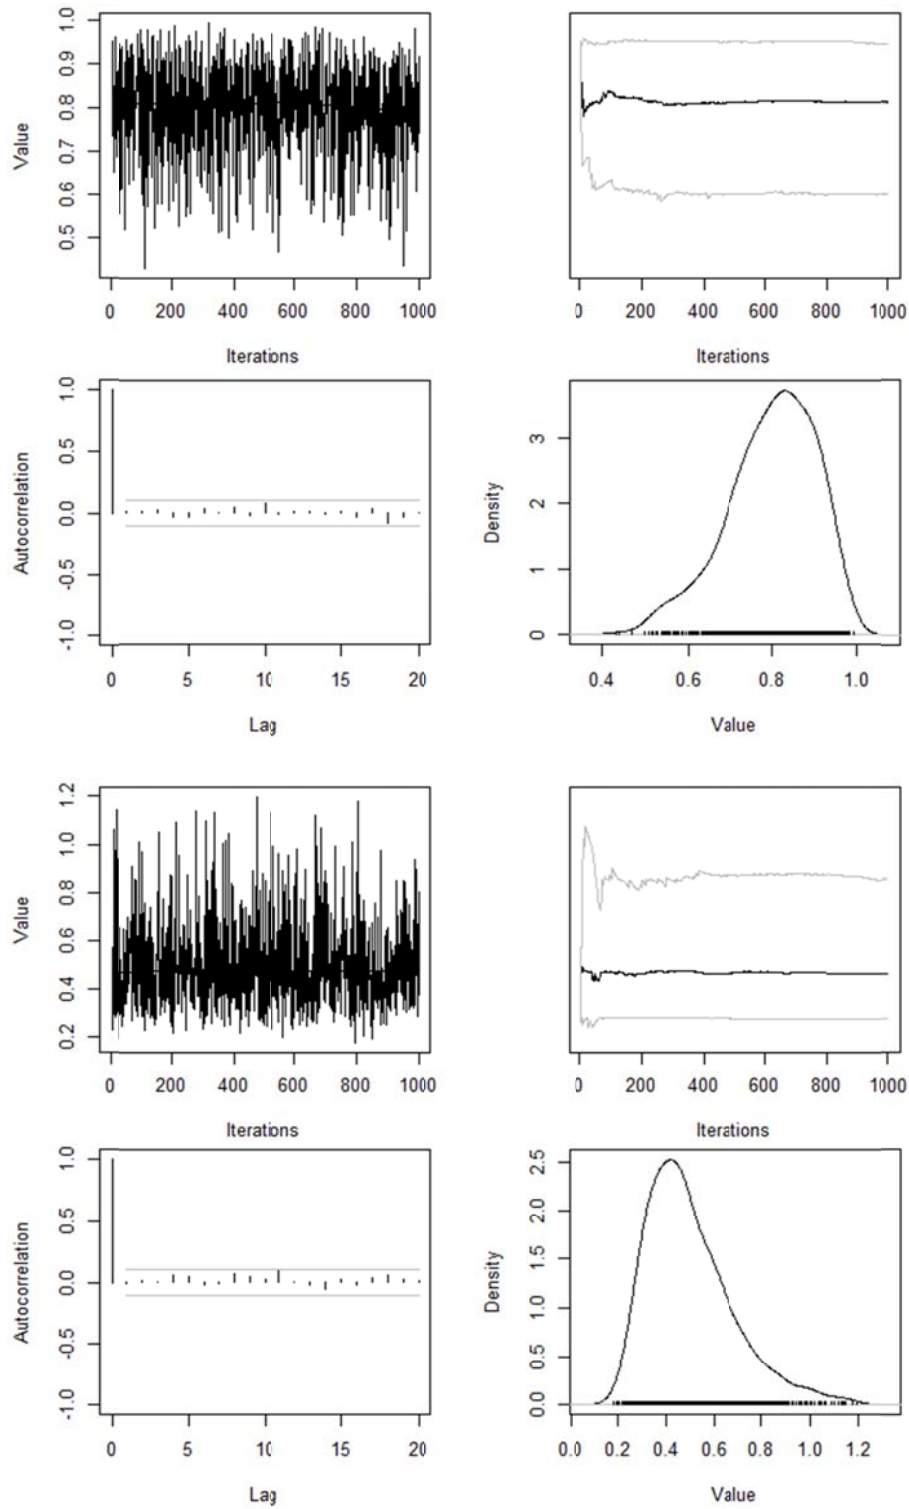 Value
1.0
0.9
0.8
0.7
0.6
0.5
0 200 400 600 800 1000
Iterations
0 200 400 600 800 1000
Iterations
Autocorrelation
1.0
0.5
0.0
-0.5
-1.0
0 5 10 15 20
Lag
Density
3
2
1
0
0.4 0.6 0.8 1.0
Value
Value
1.2
1.0
0.8
0.6
0.4
0.2
0 200 400 600 800 1000
Iterations
0 200 400 600 800 1000
Iterations
Autocorrelation
1.0
0.5
0.0
-0.5
-1.0
0 5 10 15 20
Lag
Density
2.5
2.0
1.5
1.0
0.5
0.0
0.0 0.2 0.4 0.6 0.8 1.0 1.2
Value